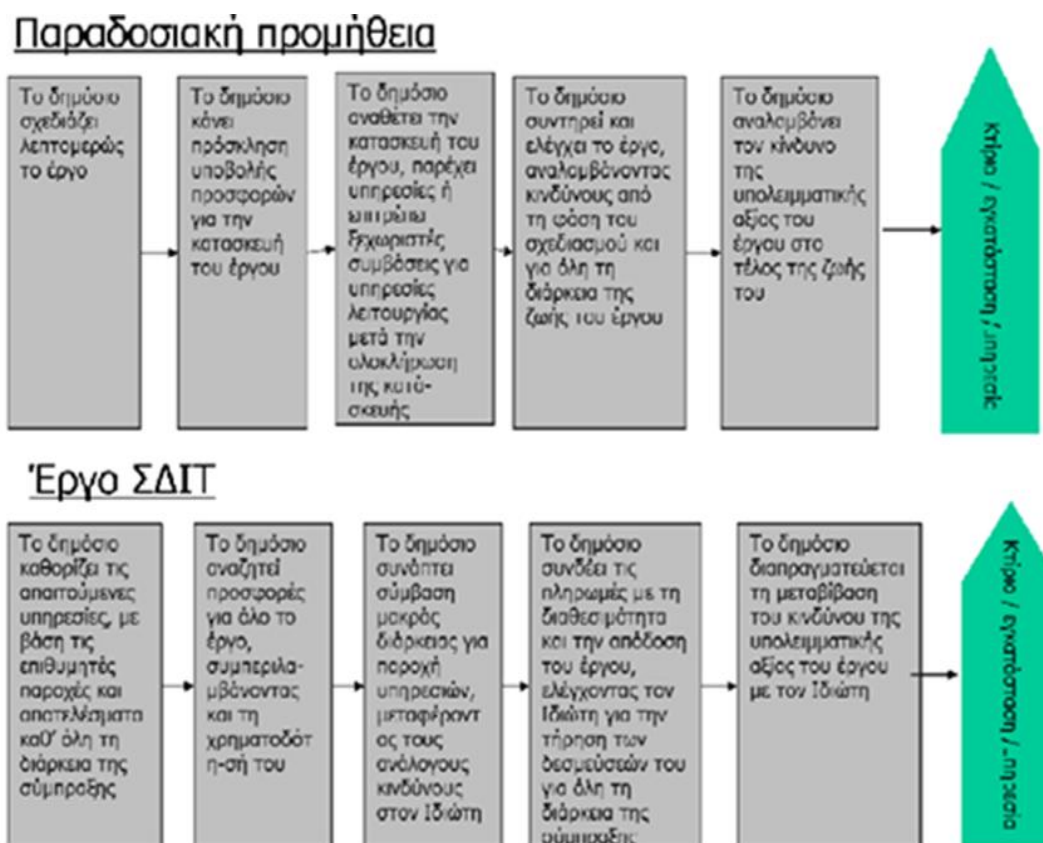 Παραδοσιακή προμήθεια
Το δημόσιο
σχεδιάζει
λεπτομερώς
το έργο
Το δημόσιο
κάνει
πρόσκληση
υποβολής
προσφορών
για την
κατασκευή
του έργου
Το δημόσιο
αναθέτει την
κατασκευή του
έργου, παρέχει
υπηρεσίες ή
ξεχωριστές
συμβάσεις για
υπηρεσίες
λειτουργίας
μετά την
ολοκλήρωση
της κατα-
σκευής
Το δημόσιο
συντηρεί και
ελέγχει το έργο,
αναλαμβάνοντας
κινδύνους από
τη φάση του
σχεδιασμού και
για όλη τη
διάρκεια της
ζωής του έργου
Το δημόσιο
αναλαμβάνει
τον κίνδυνο
της
υπολειμματικής
αξίας του
έργου στο
τέλος της ζωής
του
Κτίριο / εγκατάσταση /
Έργο ΣΔΙΤ
Το δημόσιο
καθορίζει τις
απαιτούμενες
υπηρεσίες, με
βάση τις
επιθυμητές
παροχές και
αποτελέσματα
καθ' όλη τη
διάρκεια της
σύμπραξης
Το δημόσιο
αναζητεί
προσφορές
για όλο το
έργο,
συμπεριλα-
μβάνοντας
και τη
χρηματοδότ
η-σή του
Το δημόσιο
συνάπτει
σύμβαση
μακράς
διάρκειας για
παροχή
υπηρεσιών,
μεταφέροντ
ας τους
ανάλογους
κινδύνους
στον Ιδιώτη
Το δημόσιο
συνδέει τις
πληρωμές με τη
διαθεσιμότητα
και την απόδοση
του έργου,
ελέγχοντας τον
Ιδιώτη για την
τήρηση των
δεσμεύσεών του
για όλη τη
διάρκεια της
σύμπραξης
Το δημόσιο
διαπραγματεύεται
τη μεταβίβαση
του κινδύνου της
υπολειμματικής
αξίας του έργου
με τον Ιδιώτη
Κτίριο / εγκατάσταση /